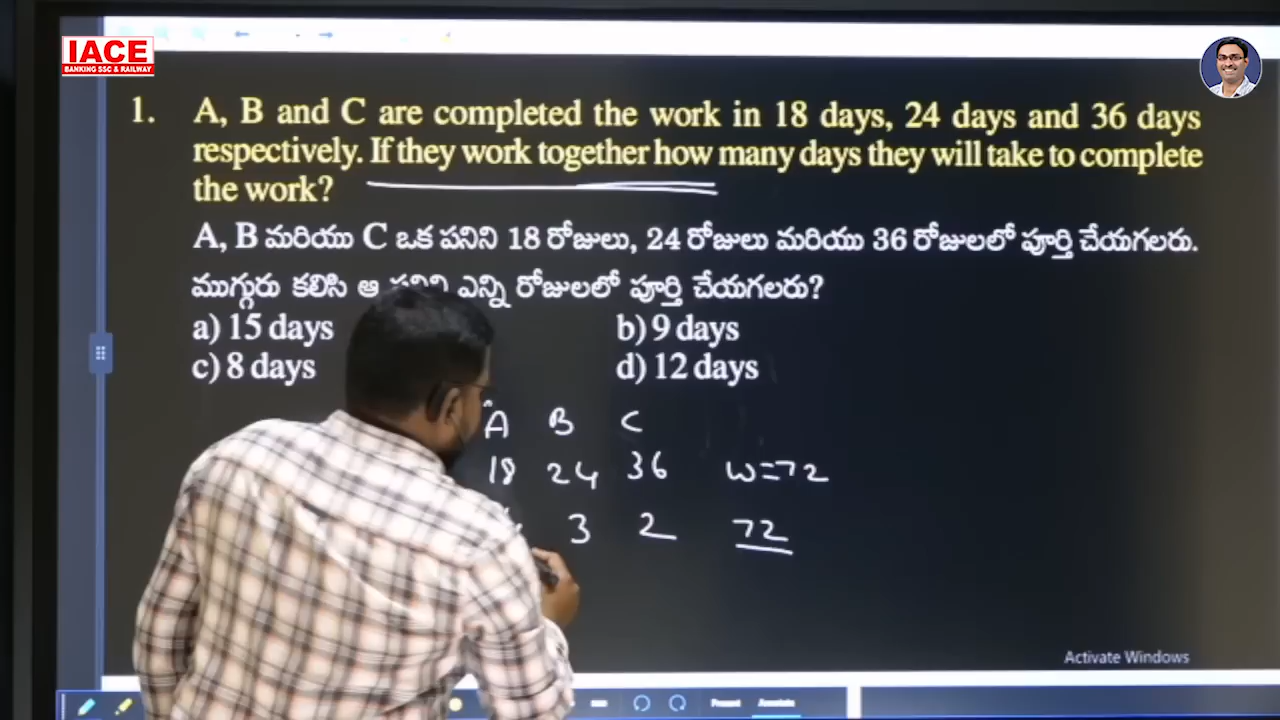 IACE
BANKING SSC & RAILWAY
1. A, B and C are completed the work in 18 days, 24 days and 36 days
respectively. If they work together how many days they will take to complete
the work?
A, B మరియు C ఒక పనిని 18 రోజులు, 24 రోజులు మరియు 36 రోజులలో పూర్తి చేయగలరు.
ముగ్గురు కలిసి ఆ పనిని ఎన్ని రోజులలో పూర్తి చేయగలరు?
a) 15 days b) 9 days
c) 8 days d) 12 days
A B C
18 24 36 W=72
3 2 72
Activate Windows
Present Annotate